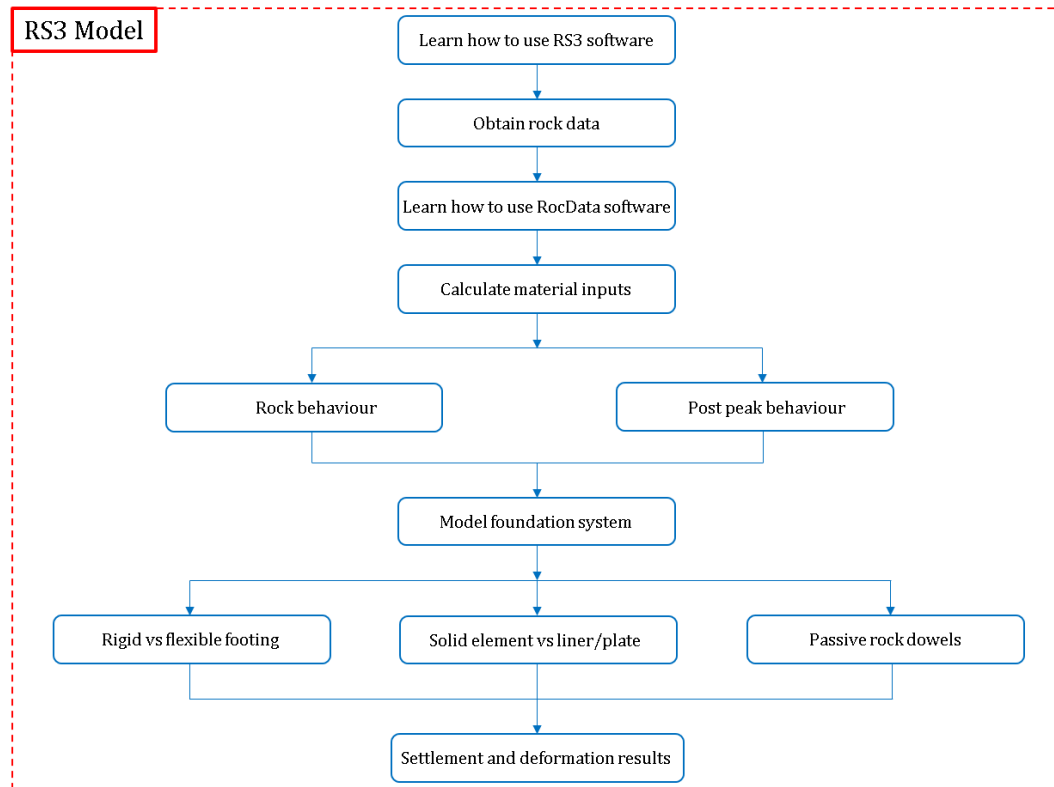 RS3 Model
Learn how to use RS3 software
Obtain rock data
Learn how to use RocData software
Calculate material inputs
Rock behaviour
Post peak behaviour
Model foundation system
Rigid vs flexible footing
Solid element vs liner/plate
Passive rock dowels
Settlement and deformation results